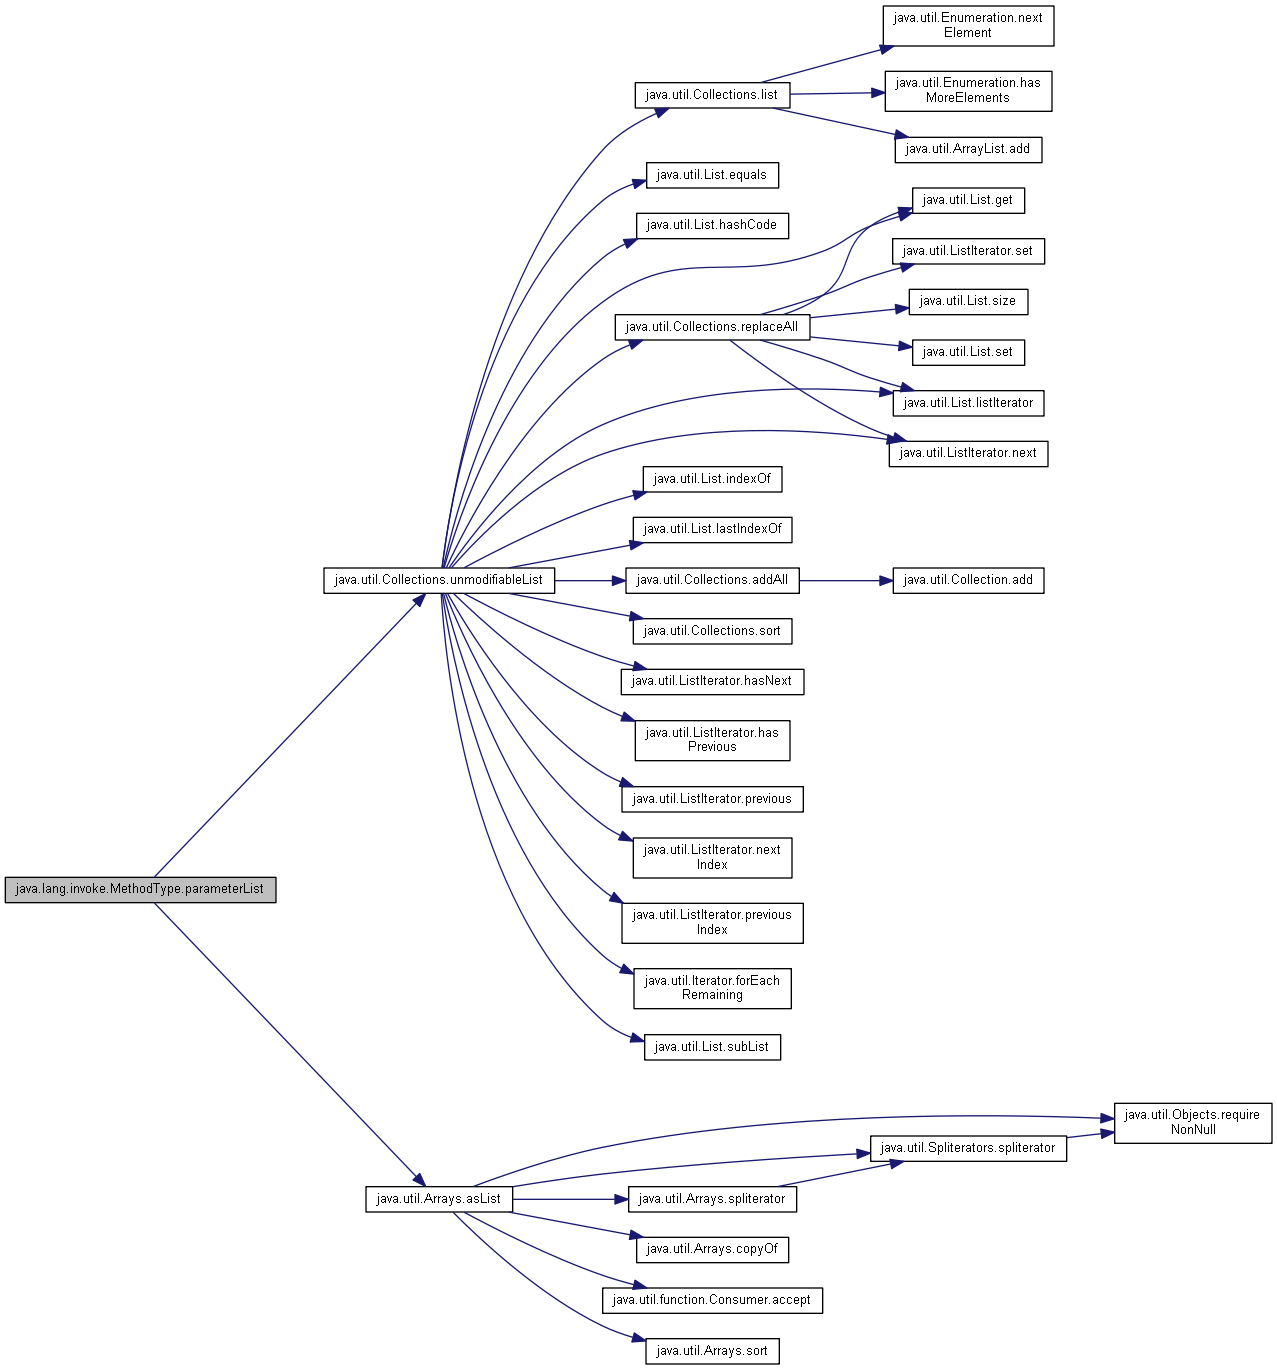 java.util.Enumeration.next
Element
java.util.Collections.list
java.util.Enumeration.has
MoreElements
java.util.ArrayList.add
java.util.List.equals
java.util.List.get
java.util.List.hashCode
java.util.ListIterator.set
java.util.List.size
java.util.Collections.replaceAll
java.util.List.set
java.util.List.listIterator
java.util.ListIterator.next
java.util.List.indexOf
java.util.List.lastIndexOf
java.util.Collections.unmodifiableList
java.util.Collections.addAll
java.util.Collection.add
java.util.Collections.sort
java.util.ListIterator.hasNext
java.util.ListIterator.has
Previous
java.util.ListIterator.previous
java.util.ListIterator.next
Index
java.lang.invoke.MethodType.parameterList
java.util.ListIterator.previous
Index
java.util.Iterator.forEach
Remaining
java.util.List.subList
java.util.Objects.require
NonNull
java.util.Spliterators.spliterator
java.util.Arrays.asList
java.util.Arrays.spliterator
java.util.Arrays.copyOf
java.util.function.Consumer.accept
java.util.Arrays.sort